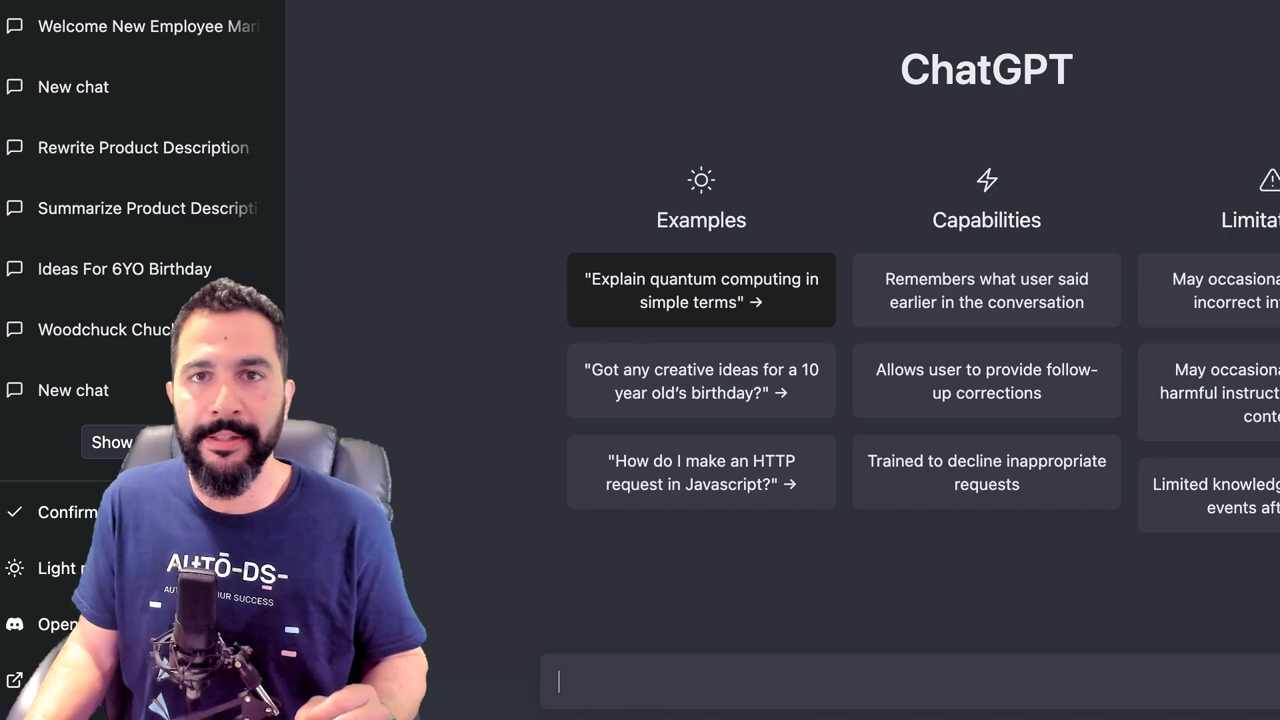 Welcome New Employee Mari
New chat
Rewrite Product Description
Summarize Product Descripti
Ideas For 6YO Birthday
Woodchuck Chuc
New chat
Show
Confirm
Light
Open
ChatGPT
Examples
"Explain quantum computing in
simple terms" →
"Got any creative ideas for a 10
year old's birthday?" →
"How do I make an HTTP
request in Javascript?" →
Capabilities
Remembers what user said
earlier in the conversation
Allows user to provide follow-
up corrections
Trained to decline inappropriate
requests
Limitat
May occasiona
incorrect in
May occasiona
harmful instruct
conte
Limited knowledg
events aft
AUTO-DS-
AUT OUR SUCCESS